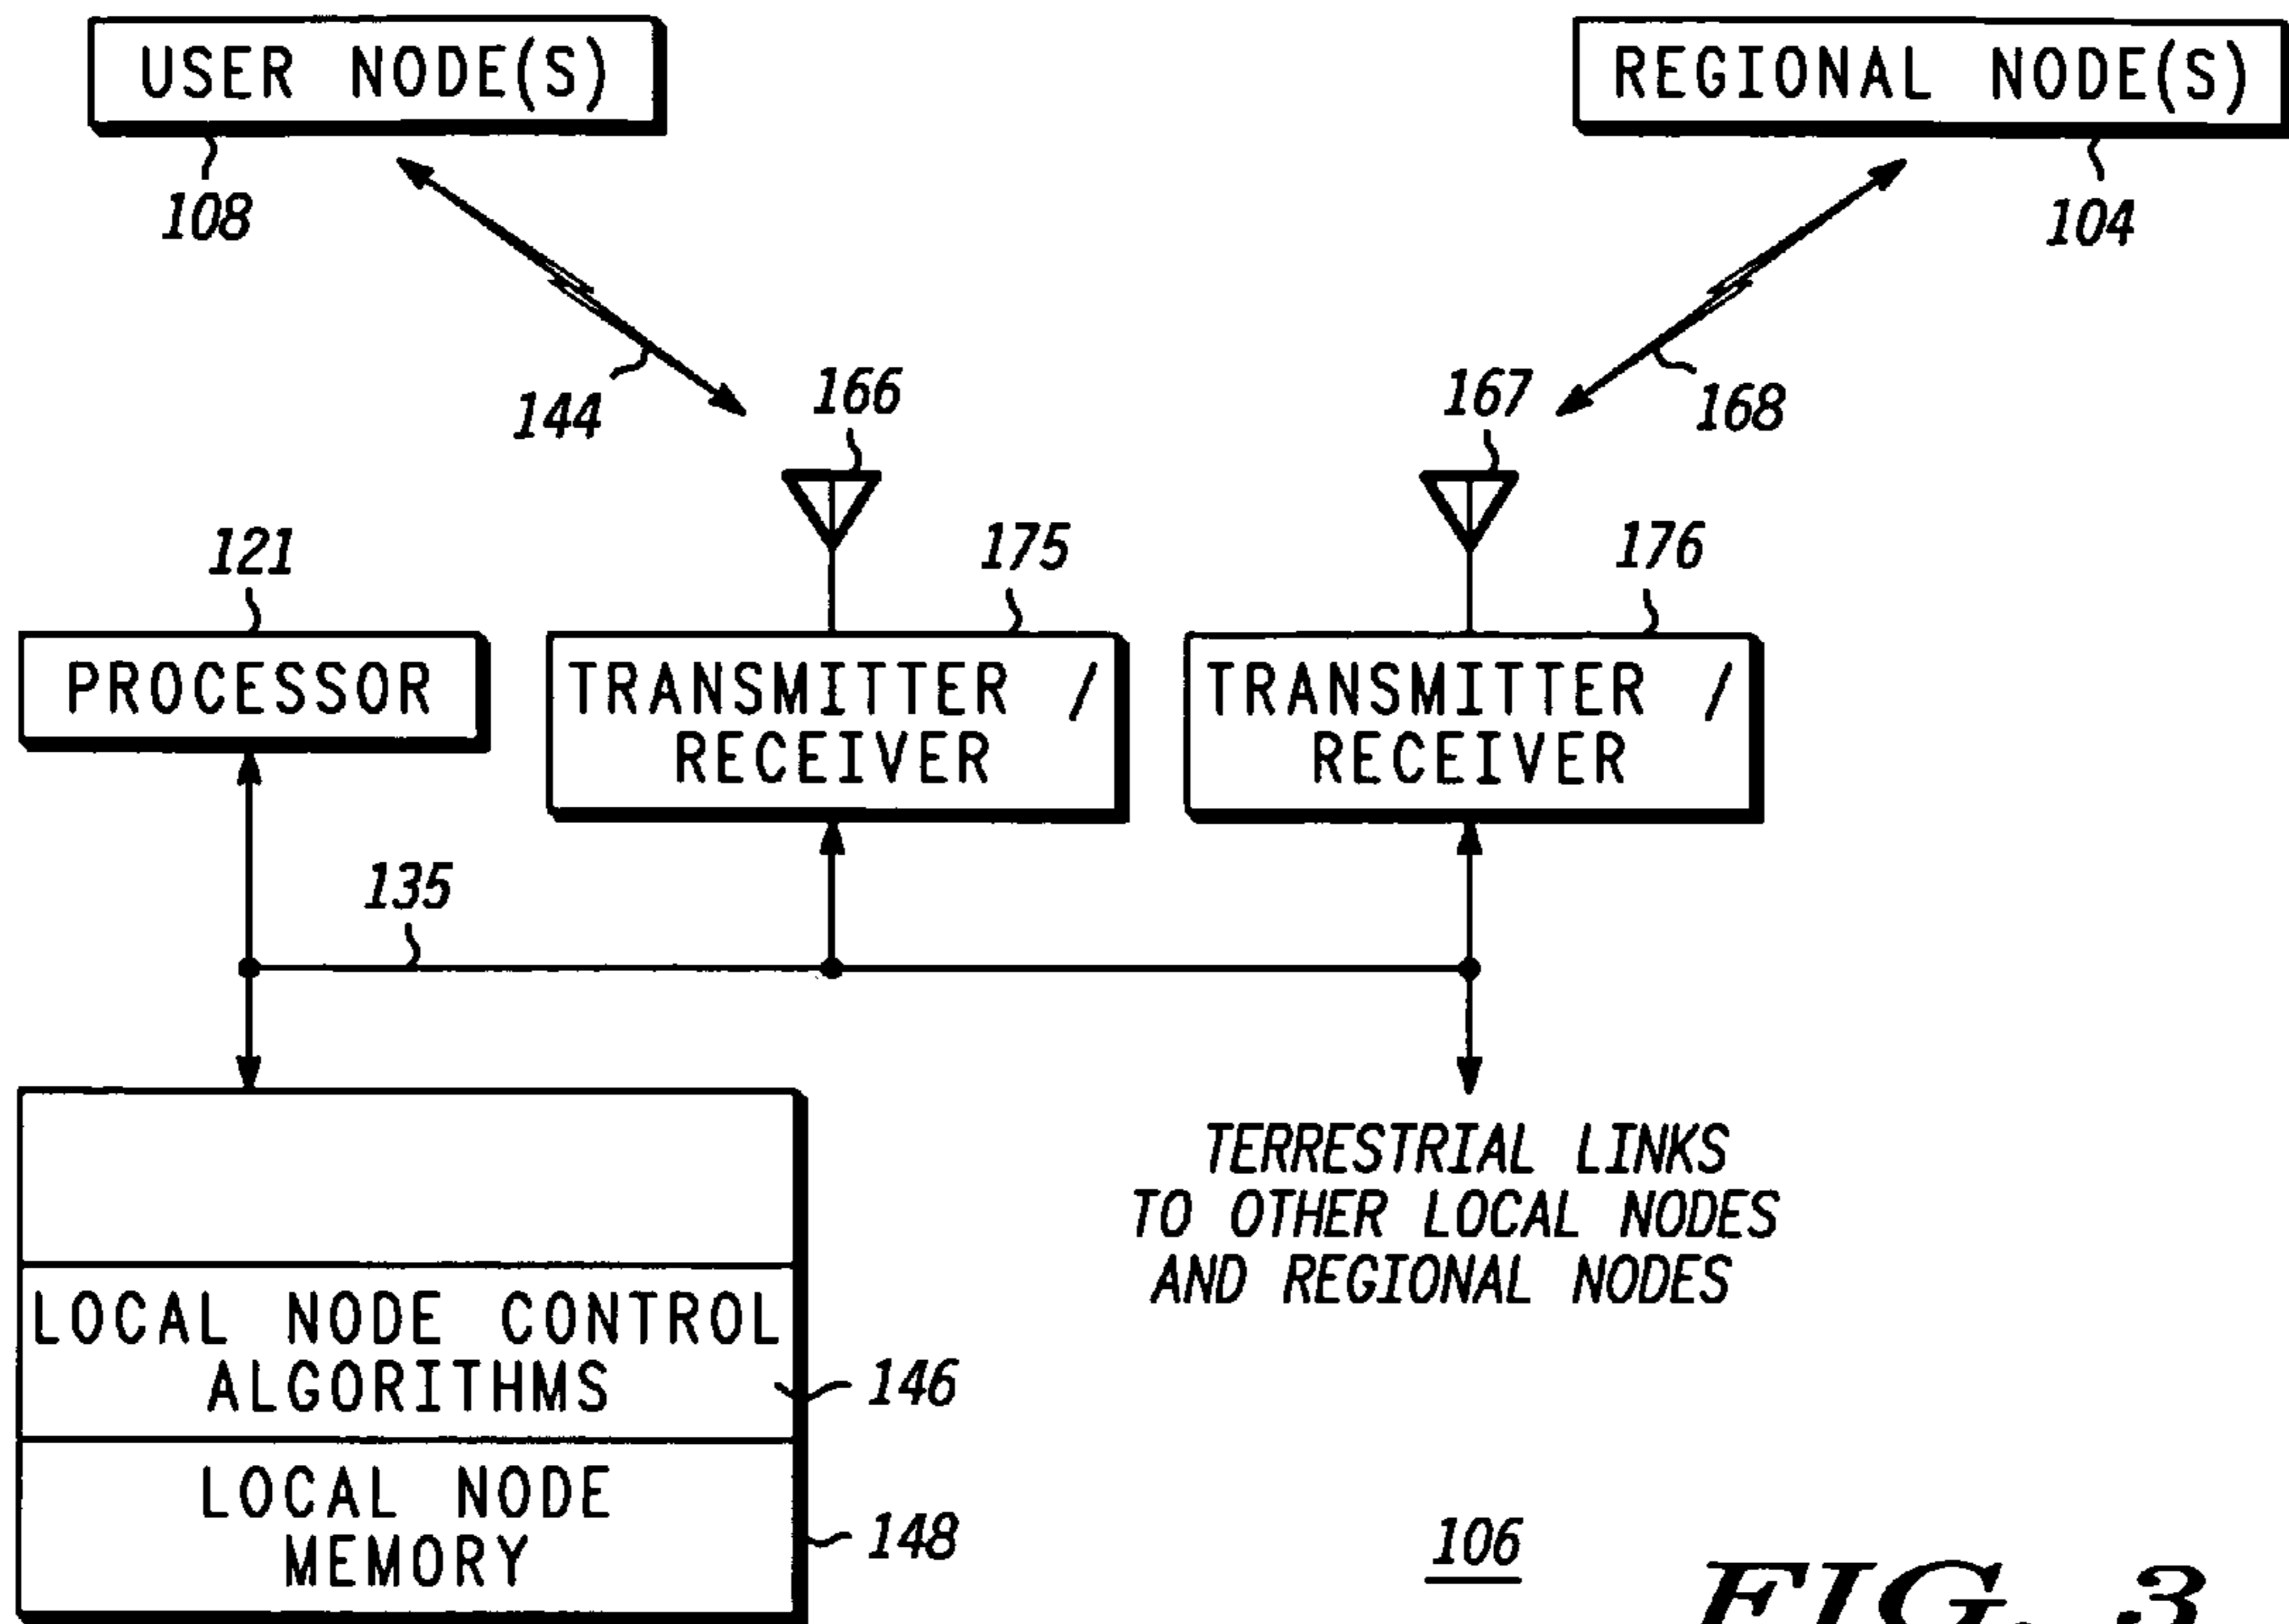 USER NODE(S)
REGIONAL NODE(S)
108
104
144
166
167
168
121
175
176
PROCESSOR
TRANSMITTER /
RECEIVER
TRANSMITTER /
RECEIVER
135
TERRESTRIAL LINKS
TO OTHER LOCAL NODES
AND REGIONAL NODES
LOCAL NODE CONTROL
ALGORITHMS
146
LOCAL NODE
MEMORY
148
106
FIG. 3